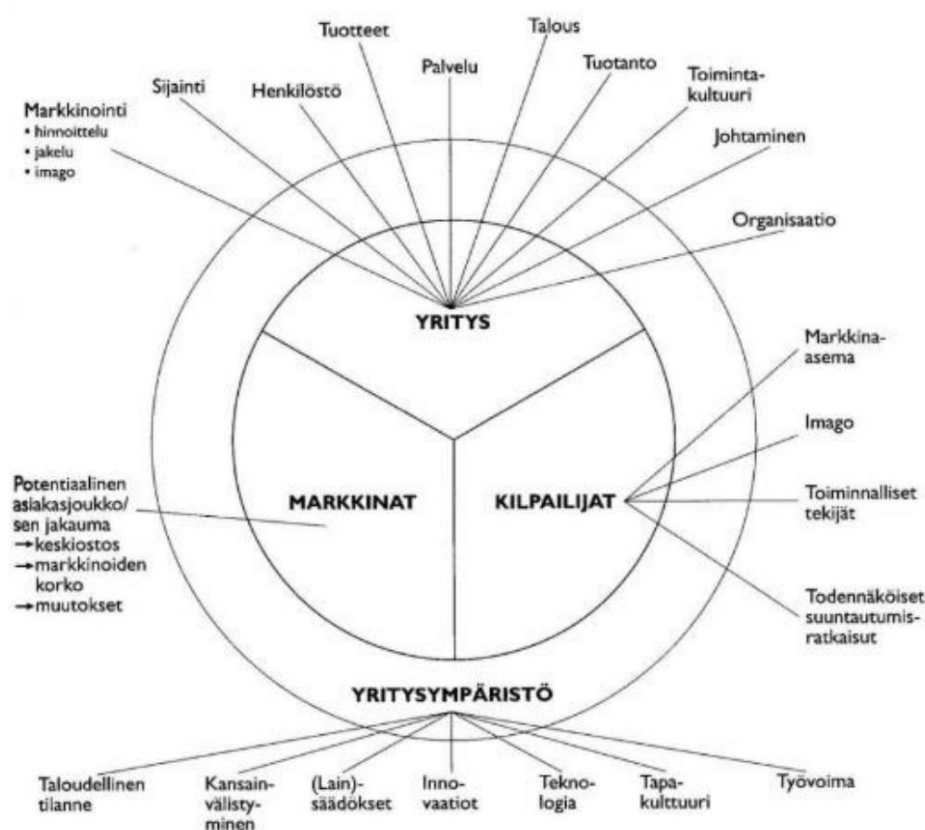 Tuotteet
Talous
Sijainti
Henkilöstö
Palvelu
Tuotanto
Toiminta-
kulttuuri
Markkinointi
• hinnoittelu
• jakelu
• imago
Johtaminen
Organisaatio
YRITYS
Markkina-
asema
Imago
Potentiaalinen
asiakasjoukko/
sen jakauma
→keskiostos
→markkinoiden
korko
→muutokset
MARKKINAT
KILPAILIJAT
Toiminnalliset
tekijät
Todennäköiset
suuntautumis-
ratkaisut
YRITYSYMPÄRISTÖ
Taloudellinen
tilanne
Kansain-
välisty-
minen
(Lain)-
säädökset
Inno-
vaatiot
Tekno-
logia
Tapa-
kulttuuri
Työvoima